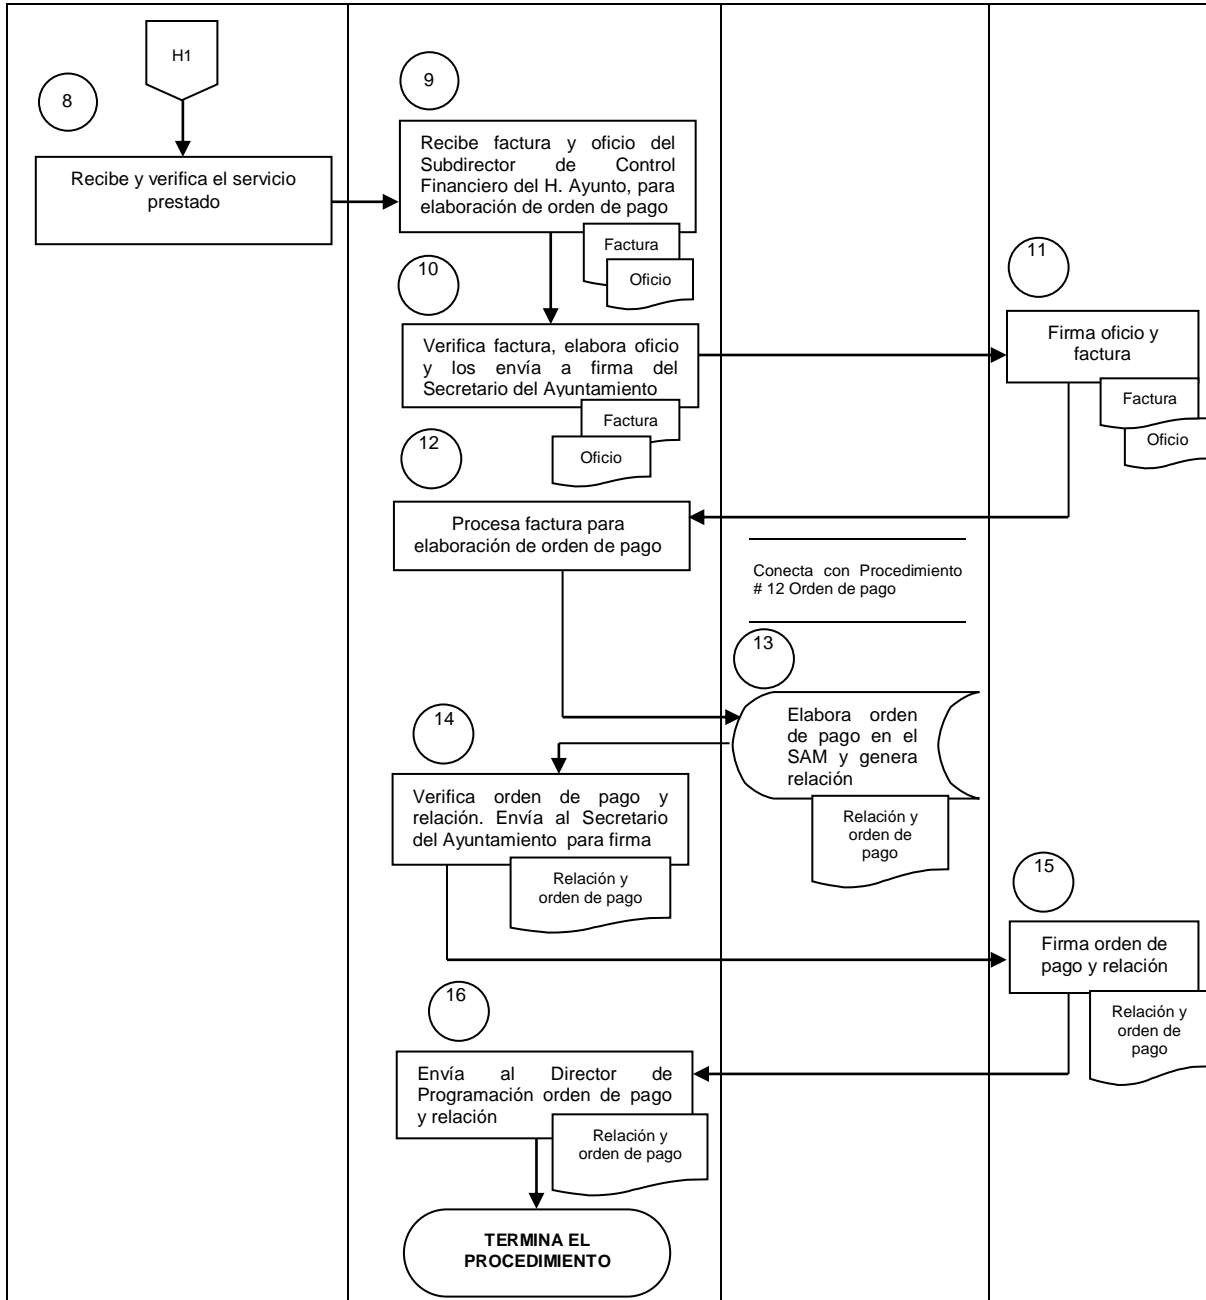 H1
8
Recibe y verifica el servicio
prestado
9
Recibe factura y oficio del
Subdirector de Control
Financiero del H. Ayunto, para
elaboración de orden de pago
Factura
Oficio
10
Verifica factura, elabora oficio
y los envía a firma del
Secretario del Ayuntamiento
Factura
Oficio
11
Firma oficio y
factura
Factura
Oficio
12
Procesa factura para
elaboración de orden de pago
Conecta con Procedimiento
# 12 Orden de pago
13
Elabora orden
de pago en el
SAM y genera
relación
Relación y
orden de
pago
14
Verifica orden de pago y
relación. Envía al Secretario
del Ayuntamiento para firma
Relación y
orden de pago
15
Firma orden de
pago y relación
Relación y
orden de
pago
16
Envía al Director de
Programación orden de pago
y relación
Relación y
orden de pago
TERMINA EL
PROCEDIMIENTO